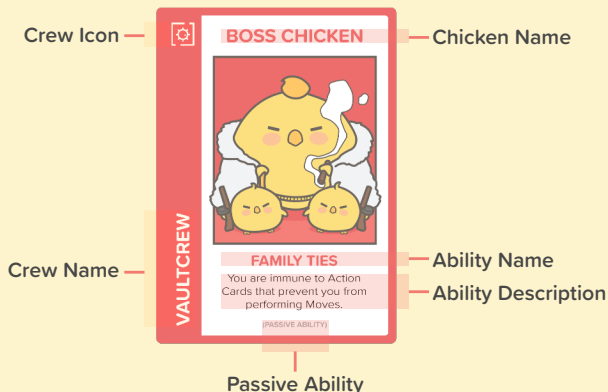 Crew Icon
BOSS CHICKEN
Chicken Name
Crew Name
VAULTCREW
FAMILY TIES
Ability Name
You are immune to Action
Cards that prevent you from
performing Moves.
Ability Description
(PASSIVE ABILITY)
Passive Ability